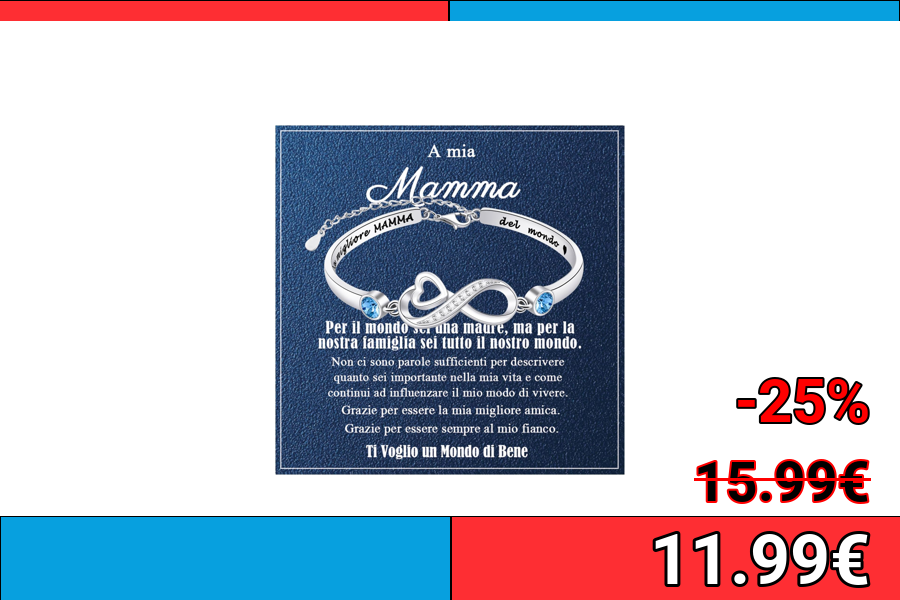 A mia
Mamma
migliore MAMMA
del mondo
Per il mondo sei una madre, ma per la
nostra famiglia sei tutto il nostro mondo.
Non ci sono parole sufficienti per descrivere
quanto sei importante nella mia vita e come
continui ad influenzare il mio modo di vivere.
Grazie per essere la mia migliore amica.
Grazie per essere sempre al mio fianco.
Ti Voglio un Mondo di Bene
-25%
15.99€
11.99€